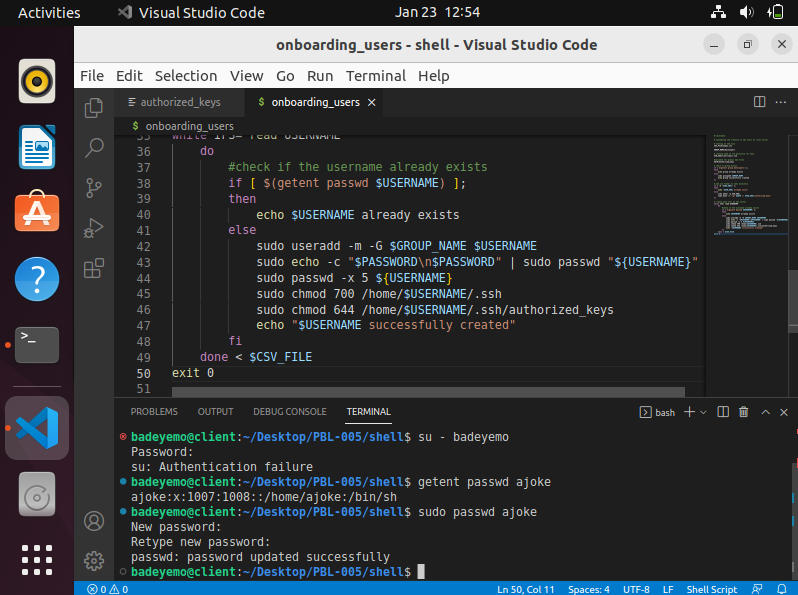 Activities
Visual Studio Code
Jan 23 12:54
onboarding_users - shell - Visual Studio Code
File Edit Selection View Go Run Terminal Help
authorized_keys
$ onboarding_users
$ onboarding_users
35 while IFS= read USERNAME
36 do
37 #check if the username already exists
38 if [ $(getent passwd $USERNAME) ];
39 then
40 echo $USERNAME already exists
41 else
42 sudo useradd -m -G $GROUP_NAME $USERNAME
43 sudo echo -c "$PASSWORD\n$PASSWORD" | sudo passwd "${USERNAME}"
44 sudo passwd -x 5 ${USERNAME}
45 sudo chmod 700 /home/$USERNAME/.ssh
46 sudo chmod 644 /home/$USERNAME/.ssh/authorized_keys
47 echo "$USERNAME successfully created"
48 fi
49 done < $CSV_FILE
50 exit 0
51
PROBLEMS OUTPUT DEBUG CONSOLE TERMINAL
bash
badeyemo@client:~/Desktop/PBL-005/shell$ su - badeyemo
Password:
su: Authentication failure
badeyemo@client:~/Desktop/PBL-005/shell$ getent passwd ajoke
ajoke:x:1007:1008::/home/ajoke:/bin/sh
badeyemo@client:~/Desktop/PBL-005/shell$ sudo passwd ajoke
New password:
Retype new password:
passwd: password updated successfully
badeyemo@client:~/Desktop/PBL-005/shell$
0 0 Ln 50, Col 11 Spaces: 4 UTF-8 LF Shell Script